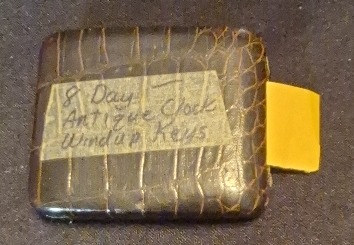 8 Day
Antique Clock
Windup Keys